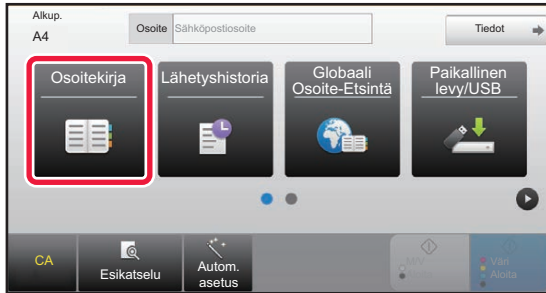 Alkup.
A4
Osoite
Sähköpostiosoite
Tiedot
Osoitekirja
Lähetyshistoria
Globaali
Osoite-Etsintä
Paikallinen
levy/USB
CA
Esikatselu
Autom.
asetus
M/V
Aloita
Väri
Aloita